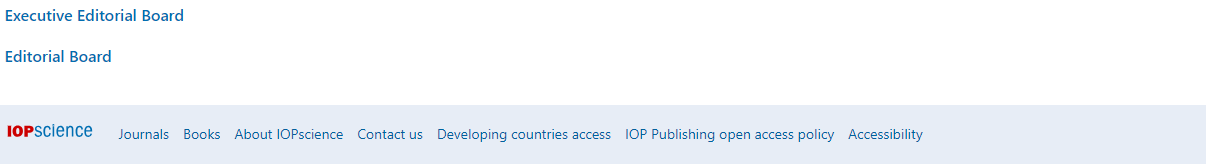 Executive Editorial Board
Editorial Board
IOPscience Journals Books About IOPscience Contact us Developing countries access IOP Publishing open access policy Accessibility